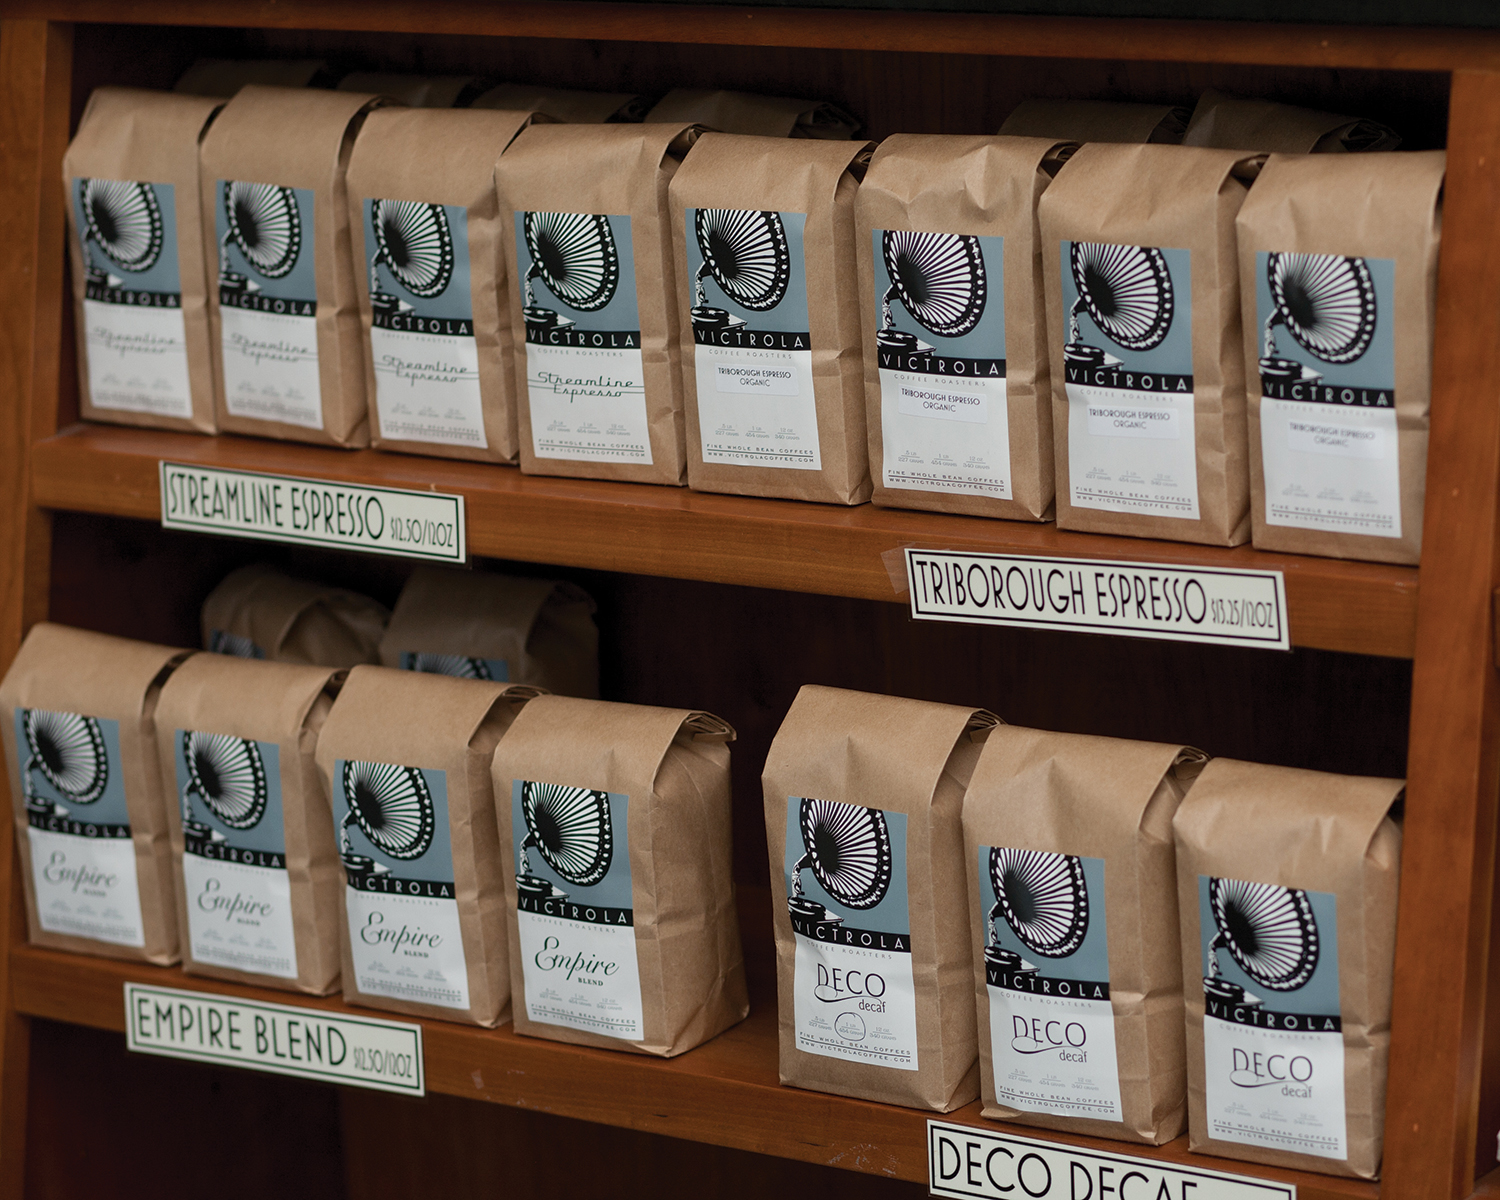 VICTROLA
Streamline
Espresso
VICTROLA
Streamline
Espresso
VICTROLA
COFFEE ROASTERS
Streamline
Espresso
VICTROLA
COFFEE ROASTERS
Streamline
Espresso
FINE WHOLE BEAN COFFEES
WWW.VICTROLACOFFEE.COM
VICTROLA
COFFEE ROASTERS
TRIBOROUGH ESPRESSO
ORGANIC
FINE WHOLE BEAN COFFEES
WWW.VICTROLACOFFEE.COM
VICTROLA
COFFEE ROASTERS
TRIBOROUGH ESPRESSO
ORGANIC
FINE WHOLE BEAN COFFEES
WWW.VICTROLACOFFEE.COM
VICTROLA
COFFEE ROASTERS
TRIBOROUGH ESPRESSO
ORGANIC
FINE WHOLE BEAN COFFEES
WWW.VICTROLACOFFEE.COM
VICTROLA
COFFEE ROASTERS
TRIBOROUGH ESPRESSO
ORGANIC
FINE WHOLE BEAN COFFEES
WWW.VICTROLACOFFEE.COM
STREAMLINE ESPRESSO $12.50/12OZ
TRIBOROUGH ESPRESSO $13.25/12OZ
VICTROLA
Empire
BLEND
VICTROLA
Empire
BLEND
VICTROLA
COFFEE ROASTERS
Empire
BLEND
FINE WHOLE BEAN COFFEES
WWW.VICTROLACOFFEE.COM
VICTROLA
COFFEE ROASTERS
Empire
BLEND
FINE WHOLE BEAN COFFEES
WWW.VICTROLACOFFEE.COM
VICTROLA
COFFEE ROASTERS
DECO
decaf
FINE WHOLE BEAN COFFEES
WWW.VICTROLACOFFEE.COM
VICTROLA
COFFEE ROASTERS
DECO
decaf
FINE WHOLE BEAN COFFEES
WWW.VICTROLACOFFEE.COM
VICTROLA
COFFEE ROASTERS
DECO
decaf
FINE WHOLE BEAN COFFEES
WWW.VICTROLACOFFEE.COM
EMPIRE BLEND $12.50/12OZ
DECO DECAF